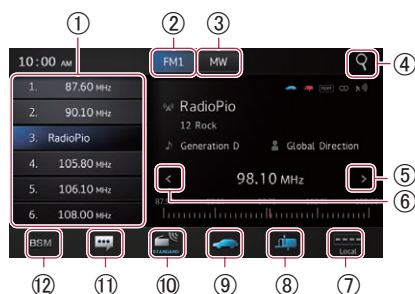 ① ② ③
10:00 AM FM1 MW ④
1. 87.60 MHz
2. 90.10 MHz
3. RadioPio
4. 105.80 MHz
5. 106.10 MHz
6. 108.00 MHz
RadioPio
12 Rock
Generation D Global Direction
< 98.10 MHz > ⑤
⑥
BSM STANDARD Local
⑫ ⑪ ⑩ ⑨ ⑧ ⑦